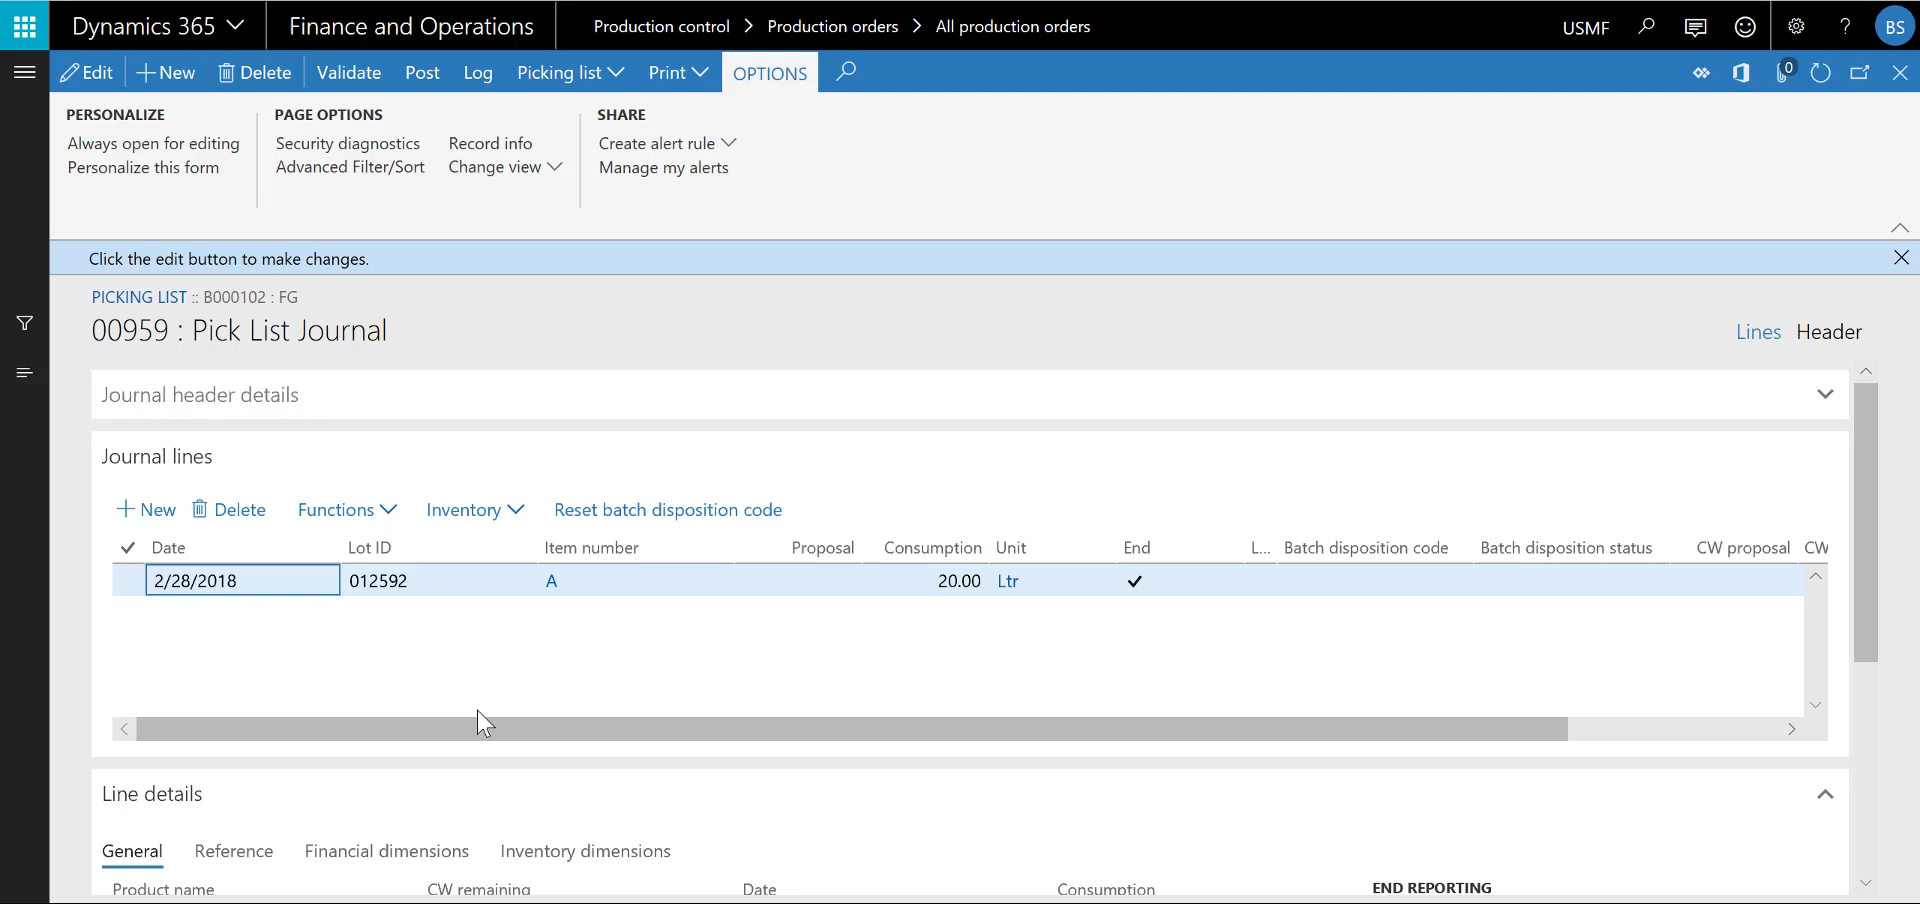 Dynamics 365 Finance and Operations Production control > Production orders > All production orders USMF ? BS
Edit + New Delete Validate Post Log Picking list Print OPTIONS 0
PERSONALIZE PAGE OPTIONS SHARE
Always open for editing Security diagnostics Record info Create alert rule
Personalize this form Advanced Filter/Sort Change view Manage my alerts
Click the edit button to make changes.
PICKING LIST :: B000102 : FG
00959 : Pick List Journal Lines Header
Journal header details
Journal lines
+ New Delete Functions Inventory Reset batch disposition code
Date Lot ID Item number Proposal Consumption Unit End L... Batch disposition code Batch disposition status CW proposal CW
2/28/2018 012592 A 20.00 Ltr
Line details
General Reference Financial dimensions Inventory dimensions
Product name CW remaining Date Consumption END REPORTING